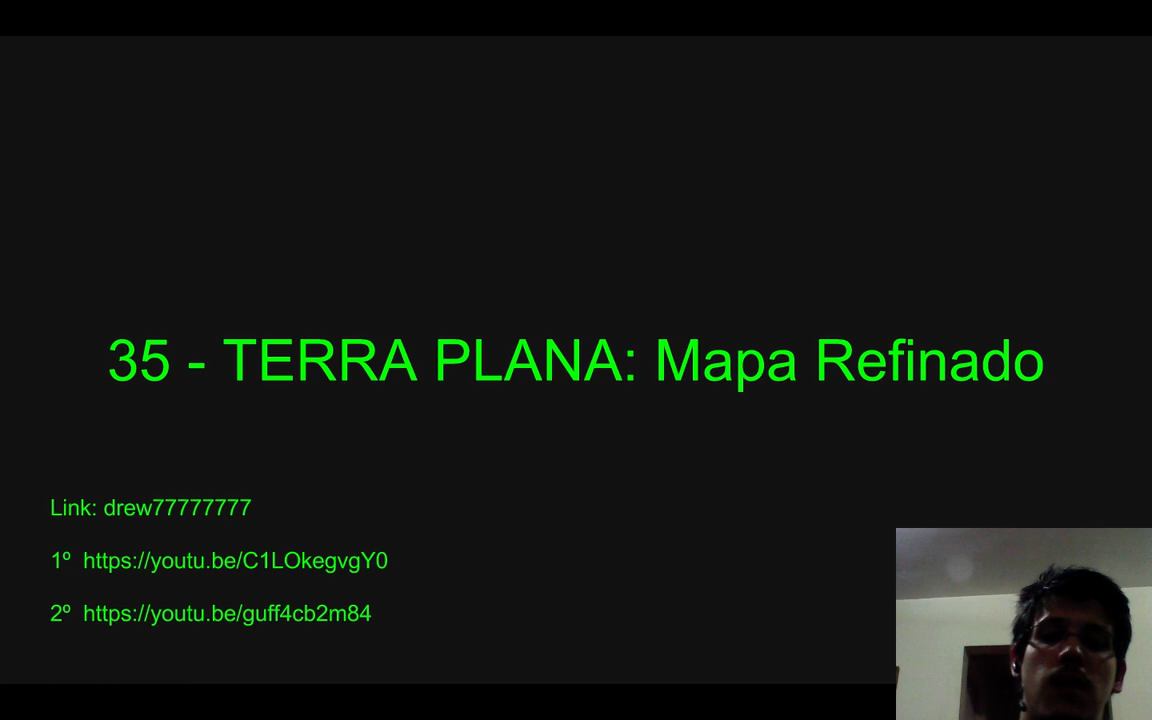 35 - TERRA PLANA: Mapa Refinado
Link: drew77777777
1º https://youtu.be/C1LOkegvgY0
2º https://youtu.be/guff4cb2m84